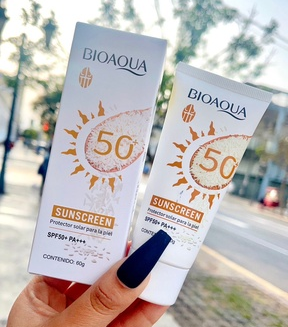 BIOAQUA
50
SUNSCREEN
Protector solar para la piel
SPF50+ PA+++
CONTENIDO: 60g
BIOAQUA
50
SUNSCREEN
Protector solar para la piel
SPF50+ PA+++